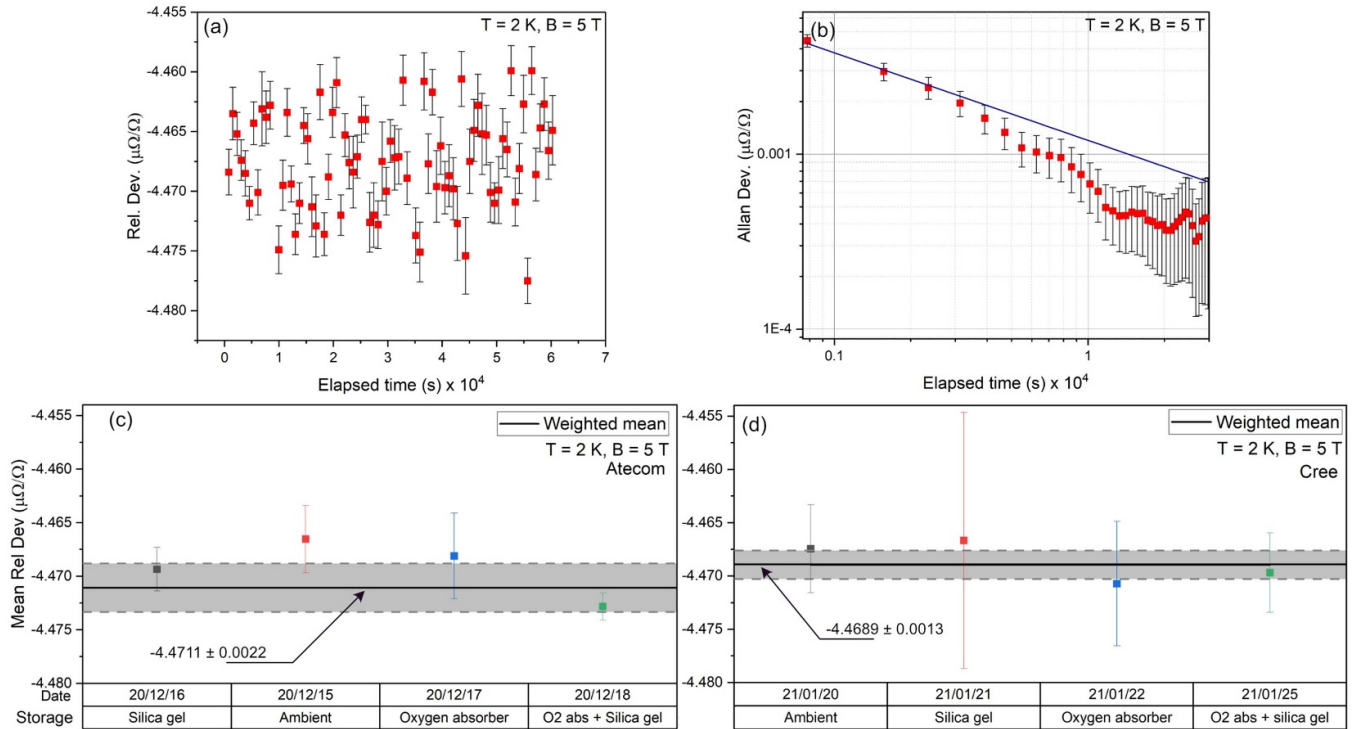 (a)
T = 2 K, B = 5 T
-4.455
-4.460
-4.465
-4.470
-4.475
-4.480
Rel. Dev. (μΩ/Ω)
0 1 2 3 4 5 6 7
Elapsed time (s) x 10⁴
(b)
T = 2 K, B = 5 T
0.001
1E-4
Allan Dev. (μΩ/Ω)
0.1 1
Elapsed time (s) x 10⁴
(c)
Weighted mean
T = 2 K, B = 5 T
Atecom
-4.455
-4.460
-4.465
-4.470
-4.475
-4.480
Mean Rel Dev (μΩ/Ω)
-4.4711 ± 0.0022
Date 20/12/16 20/12/15 20/12/17 20/12/18
Storage Silica gel Ambient Oxygen absorber O2 abs + Silica gel
(d)
Weighted mean
T = 2 K, B = 5 T
Cree
-4.455
-4.460
-4.465
-4.470
-4.475
-4.480
-4.4689 ± 0.0013
21/01/20 21/01/21 21/01/22 21/01/25
Ambient Silica gel Oxygen absorber O2 abs + silica gel